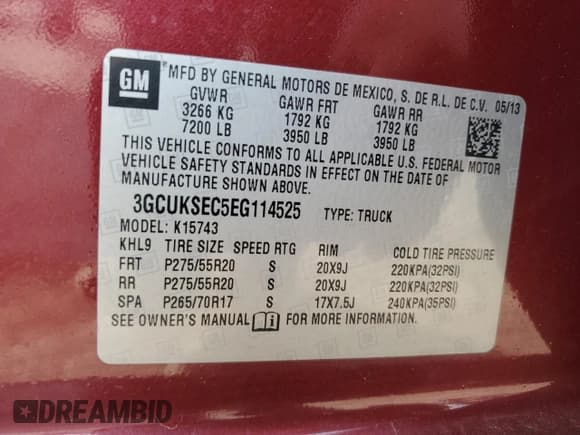 GM
MFD BY GENERAL MOTORS DE MEXICO, S. DE R.L. DE C.V. 05/13
GVWR GAWR FRT GAWR RR
3266 KG 1792 KG 1792 KG
7200 LB 3950 LB 3950 LB
THIS VEHICLE CONFORMS TO ALL APPLICABLE U.S. FEDERAL MOTOR
VEHICLE SAFETY STANDARDS IN EFFECT ON THE DATE OF
MANUFACTURE SHOWN ABOVE.
3GCUKSEC5EG114525 TYPE: TRUCK
MODEL: K15743
KHL9 TIRE SIZE SPEED RTG RIM COLD TIRE PRESSURE
FRT P275/55R20 S 20X9J 220KPA(32PSI)
RR P275/55R20 S 20X9J 220KPA(32PSI)
SPA P265/70R17 S 17X7.5J 240KPA(35PSI)
SEE OWNER'S MANUAL FOR MORE INFORMATION.
DREAMBID